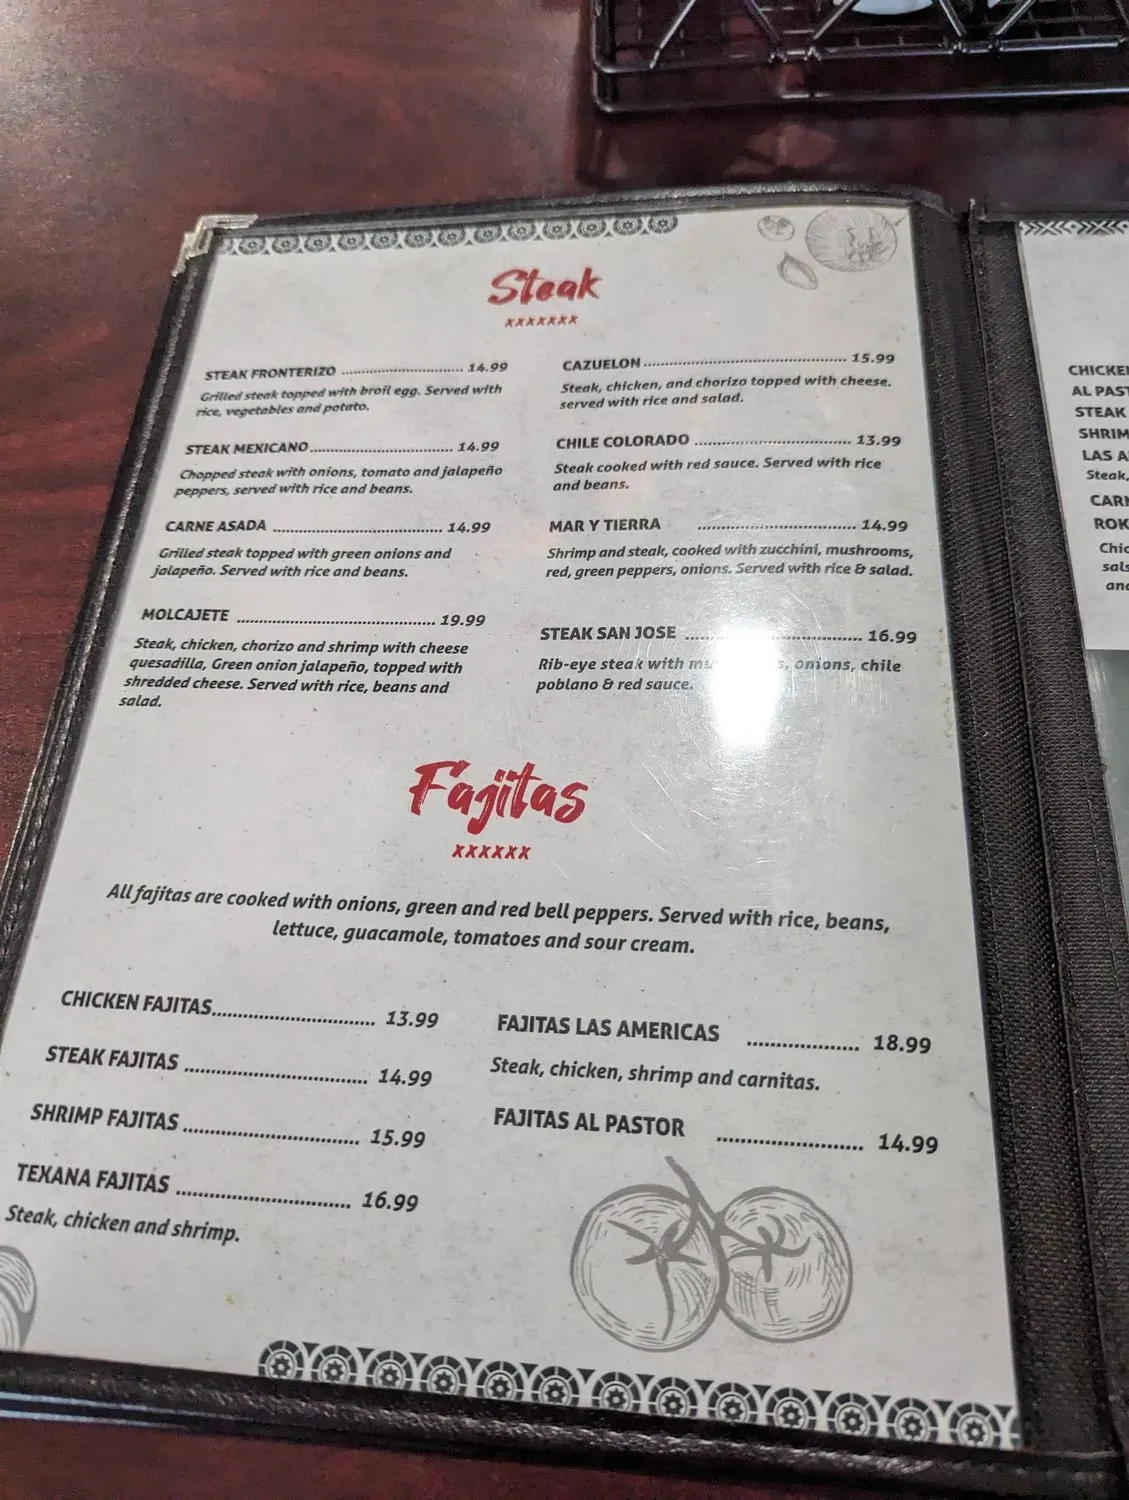 Steak
xxxxxxx
STEAK FRONTERIZO ............................ 14.99
Grilled steak topped with broil egg. Served with
rice, vegetables and potato.
STEAK MEXICANO................................. 14.99
Chopped steak with onions, tomato and jalapeño
peppers, served with rice and beans.
CARNE ASADA ....................................... 14.99
Grilled steak topped with green onions and
jalapeño. Served with rice and beans.
MOLCAJETE ............................................. 19.99
Steak, chicken, chorizo and shrimp with cheese
quesadilla, Green onion jalapeño, topped with
shredded cheese. Served with rice, beans and
salad.
CAZUELON ............................................... 15.99
Steak, chicken, and chorizo topped with cheese.
served with rice and salad.
CHILE COLORADO .................................... 13.99
Steak cooked with red sauce. Served with rice
and beans.
MAR Y TIERRA ..................................... 14.99
Shrimp and steak, cooked with zucchini, mushrooms,
red, green peppers, onions. Served with rice & salad.
STEAK SAN JOSE ....................................... 16.99
Rib-eye steak with onions, chile
poblano & red sauce.
Fajitas
xxxxxx
All fajitas are cooked with onions, green and red bell peppers. Served with rice, beans,
lettuce, guacamole, tomatoes and sour cream.
CHICKEN FAJITAS............................. 13.99
STEAK FAJITAS ................................. 14.99
SHRIMP FAJITAS ............................... 15.99
TEXANA FAJITAS ............................... 16.99
Steak, chicken and shrimp.
FAJITAS LAS AMERICAS .................... 18.99
Steak, chicken, shrimp and carnitas.
FAJITAS AL PASTOR .......................... 14.99
AL
STEAK
LAS
Steak,